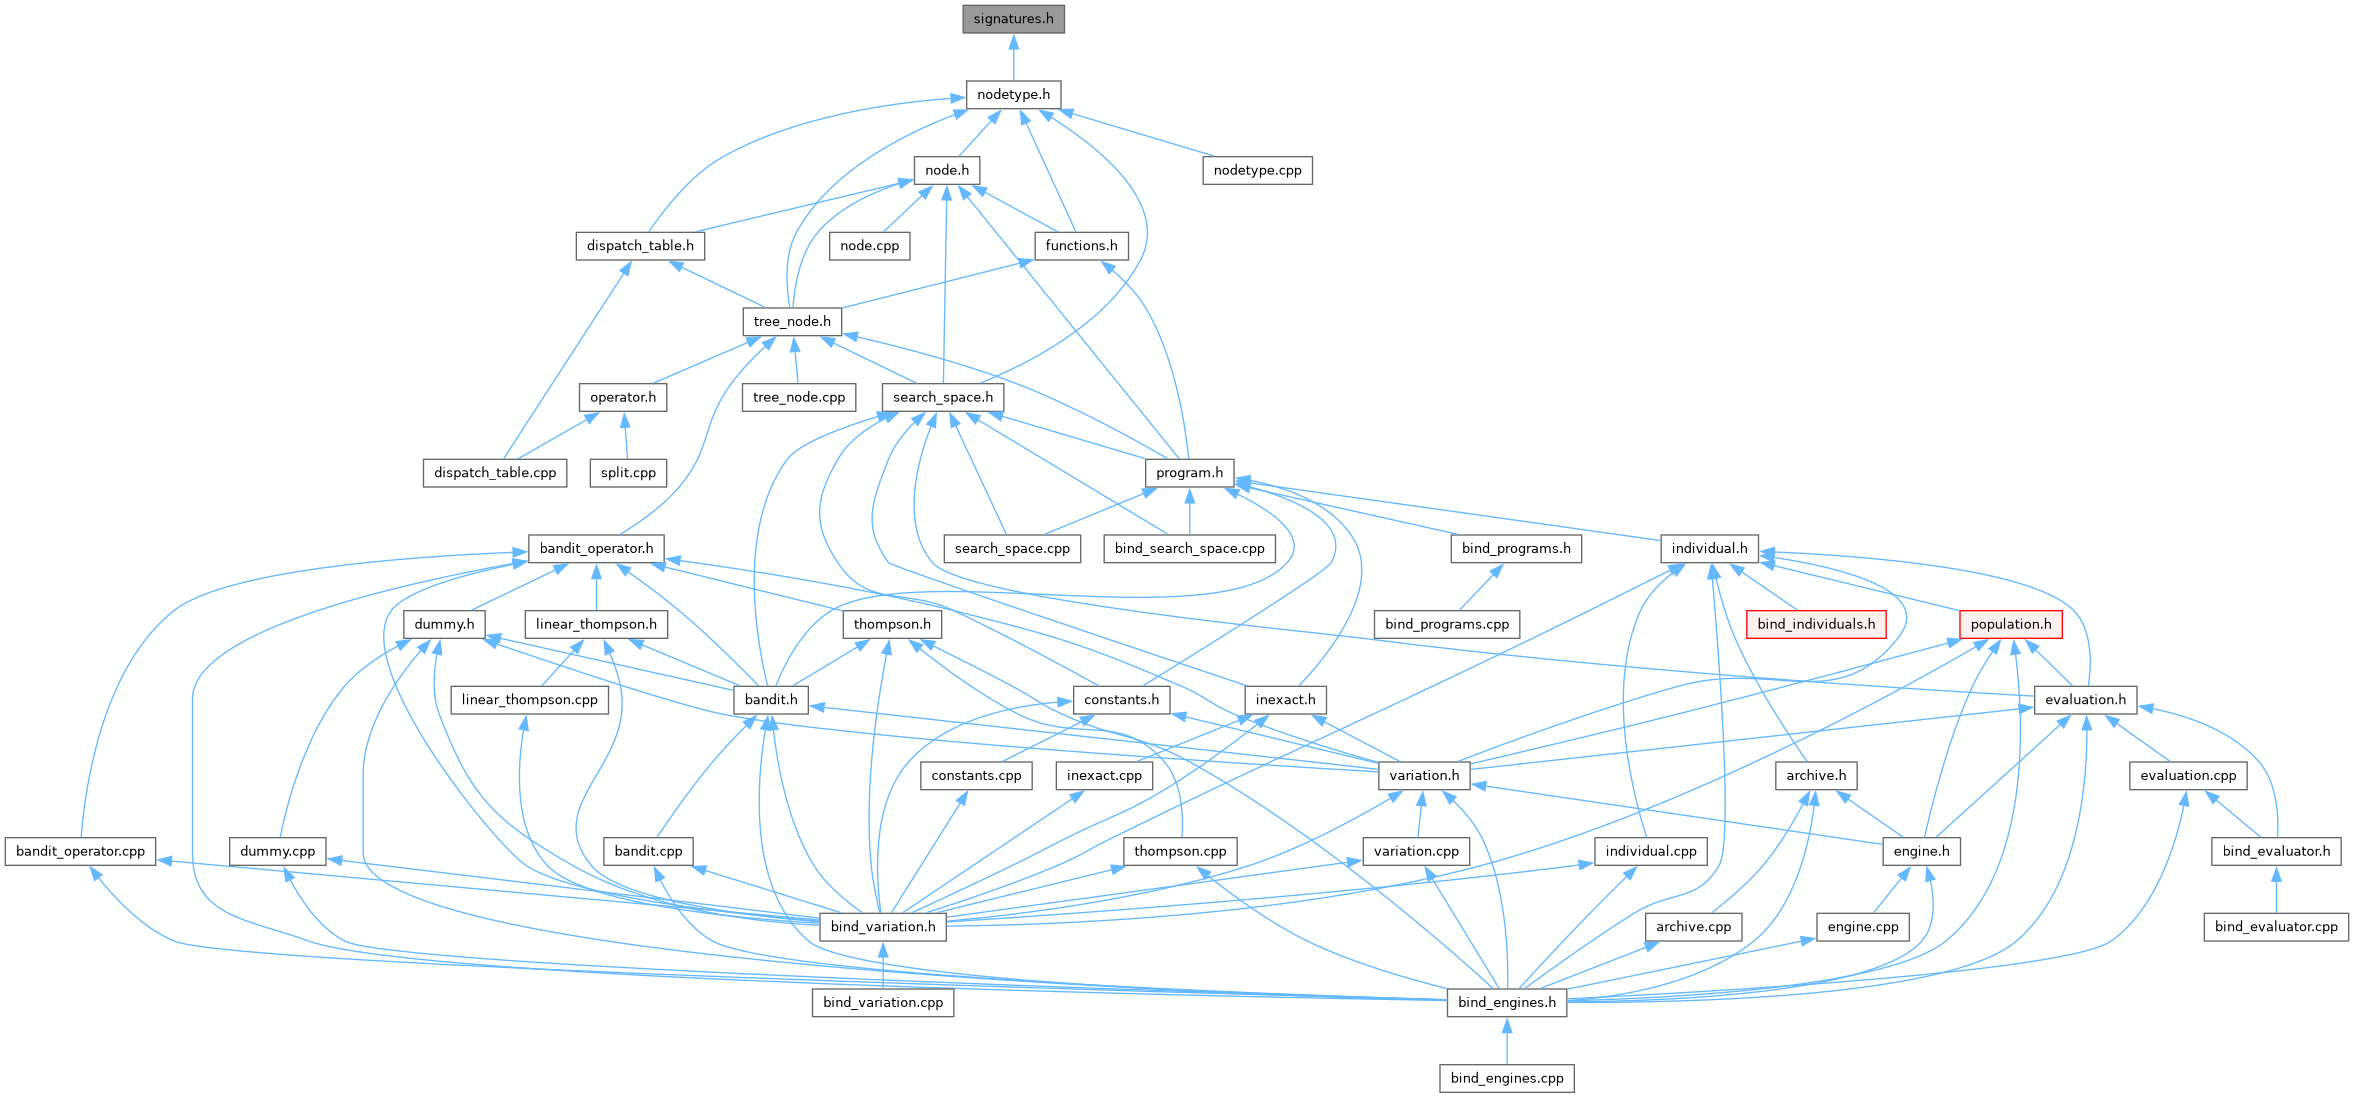 signatures.h
nodetype.h
node.h
nodetype.cpp
dispatch_table.h
node.cpp
functions.h
tree_node.h
operator.h
tree_node.cpp
search_space.h
dispatch_table.cpp
split.cpp
program.h
bandit_operator.h
search_space.cpp
bind_search_space.cpp
bind_programs.h
individual.h
dummy.h
linear_thompson.h
thompson.h
bind_programs.cpp
bind_individuals.h
population.h
linear_thompson.cpp
bandit.h
constants.h
inexact.h
evaluation.h
constants.cpp
inexact.cpp
variation.h
archive.h
evaluation.cpp
bandit_operator.cpp
dummy.cpp
bandit.cpp
thompson.cpp
variation.cpp
individual.cpp
engine.h
bind_evaluator.h
bind_variation.h
archive.cpp
engine.cpp
bind_evaluator.cpp
bind_variation.cpp
bind_engines.h
bind_engines.cpp